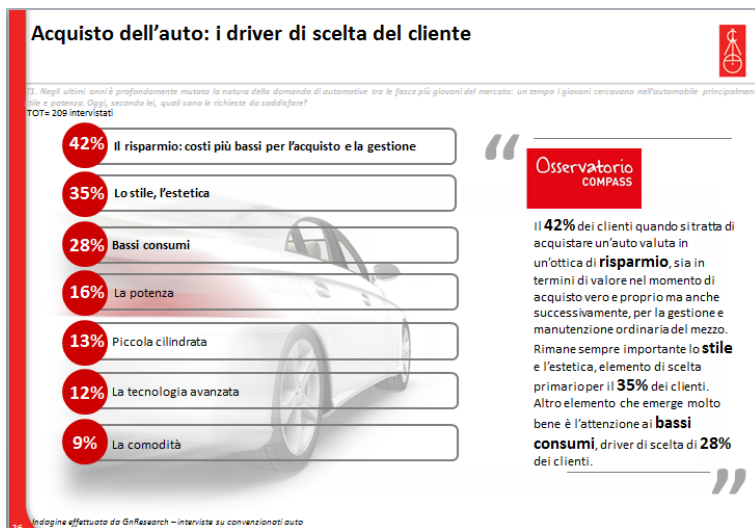 Acquisto dell'auto: i driver di scelta del cliente
1. Negli ultimi anni è profondamente mutata la natura della domanda di automotive tra le fasce più giovani del mercato: un tempo i giovani cercavano nell'automobile principalmen
stile e potenza. Oggi, secondo lei, quali sono le richieste da soddisfare?
TOT= 209 intervistati
42% Il risparmio: costi più bassi per l'acquisto e la gestione
35% Lo stile, l'estetica
28% Bassi consumi
16% La potenza
13% Piccola cilindrata
12% La tecnologia avanzata
9% La comodità
“
Osservatorio
COMPASS
Il 42% dei clienti quando si tratta di
acquistare un'auto valuta in
un'ottica di risparmio, sia in
termini di valore nel momento di
acquisto vero e proprio ma anche
successivamente, per la gestione e
manutenzione ordinaria del mezzo.
Rimane sempre importante lo stile
e l'estetica, elemento di scelta
primario per il 35% dei clienti.
Altro elemento che emerge molto
bene è l'attenzione ai bassi
consumi, driver di scelta di 28%
dei clienti.
”
Indagine effettuata da GnResearch – interviste su convenzionati auto
26